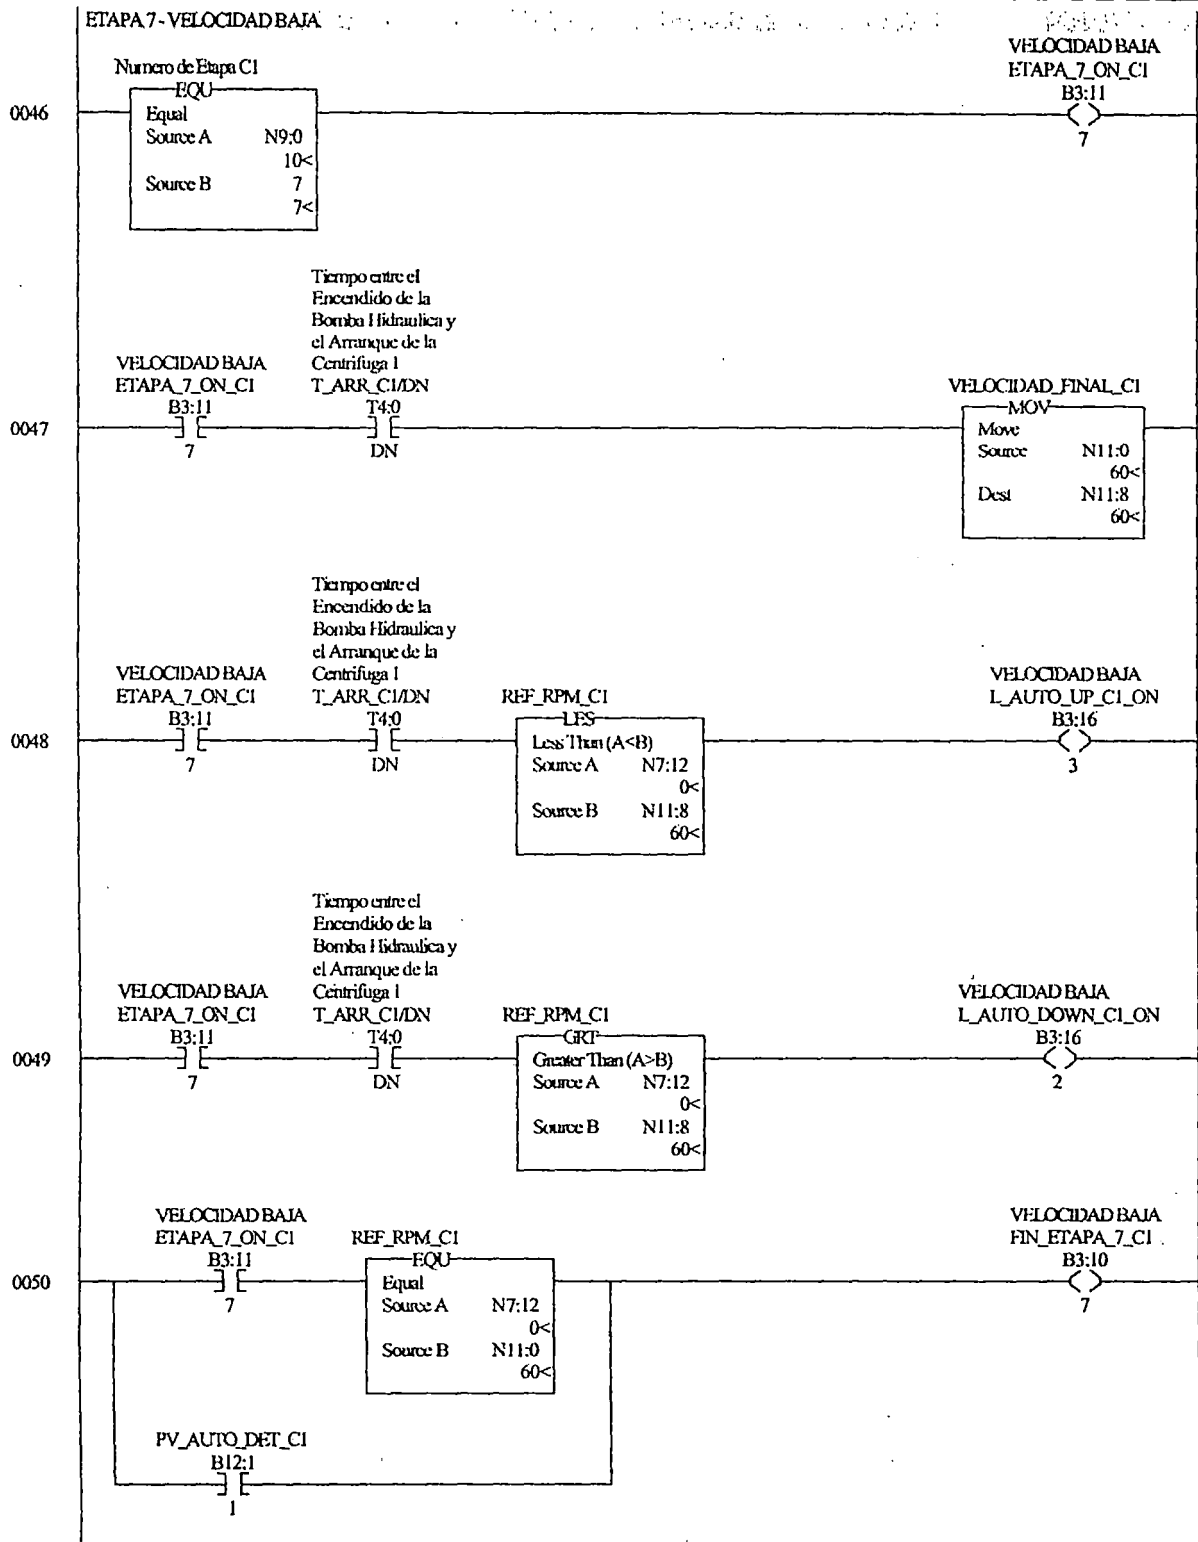 ETAPA 7 - VELOCIDAD BAJA
VELOCIDAD BAJA
ETAPA_7_ON_C1
B3:11
7
Numero de Etapa C1
EQU
Equal
Source A N9:0
10<
Source B 7
7<
0046
Tiempo entre el
Encendido de la
Bomba Hidraulica y
el Arranque de la
Centrifuga 1
T_ARR_C1/DN
T4:0
DN
VELOCIDAD BAJA
ETAPA_7_ON_C1
B3:11
7
0047
VELOCIDAD_FINAL_C1
MOV
Move
Source N11:0
60<
Dest N11:8
60<
Tiempo entre el
Encendido de la
Bomba Hidraulica y
el Arranque de la
Centrifuga 1
T_ARR_C1/DN
T4:0
DN
VELOCIDAD BAJA
ETAPA_7_ON_C1
B3:11
7
0048
REF_RPM_C1
LES
Less Than (A<B)
Source A N7:12
0<
Source B N11:8
60<
VELOCIDAD BAJA
L_AUTO_UP_C1_ON
B3:16
3
Tiempo entre el
Encendido de la
Bomba Hidraulica y
el Arranque de la
Centrifuga 1
T_ARR_C1/DN
T4:0
DN
VELOCIDAD BAJA
ETAPA_7_ON_C1
B3:11
7
0049
REF_RPM_C1
GRT
Greater Than (A>B)
Source A N7:12
0<
Source B N11:8
60<
VELOCIDAD BAJA
L_AUTO_DOWN_C1_ON
B3:16
2
VELOCIDAD BAJA
ETAPA_7_ON_C1
B3:11
7
0050
REF_RPM_C1
EQU
Equal
Source A N7:12
0<
Source B N11:0
60<
VELOCIDAD BAJA
FIN_ETAPA_7_C1
B3:10
7
PV_AUTO_DET_C1
B12:1
1